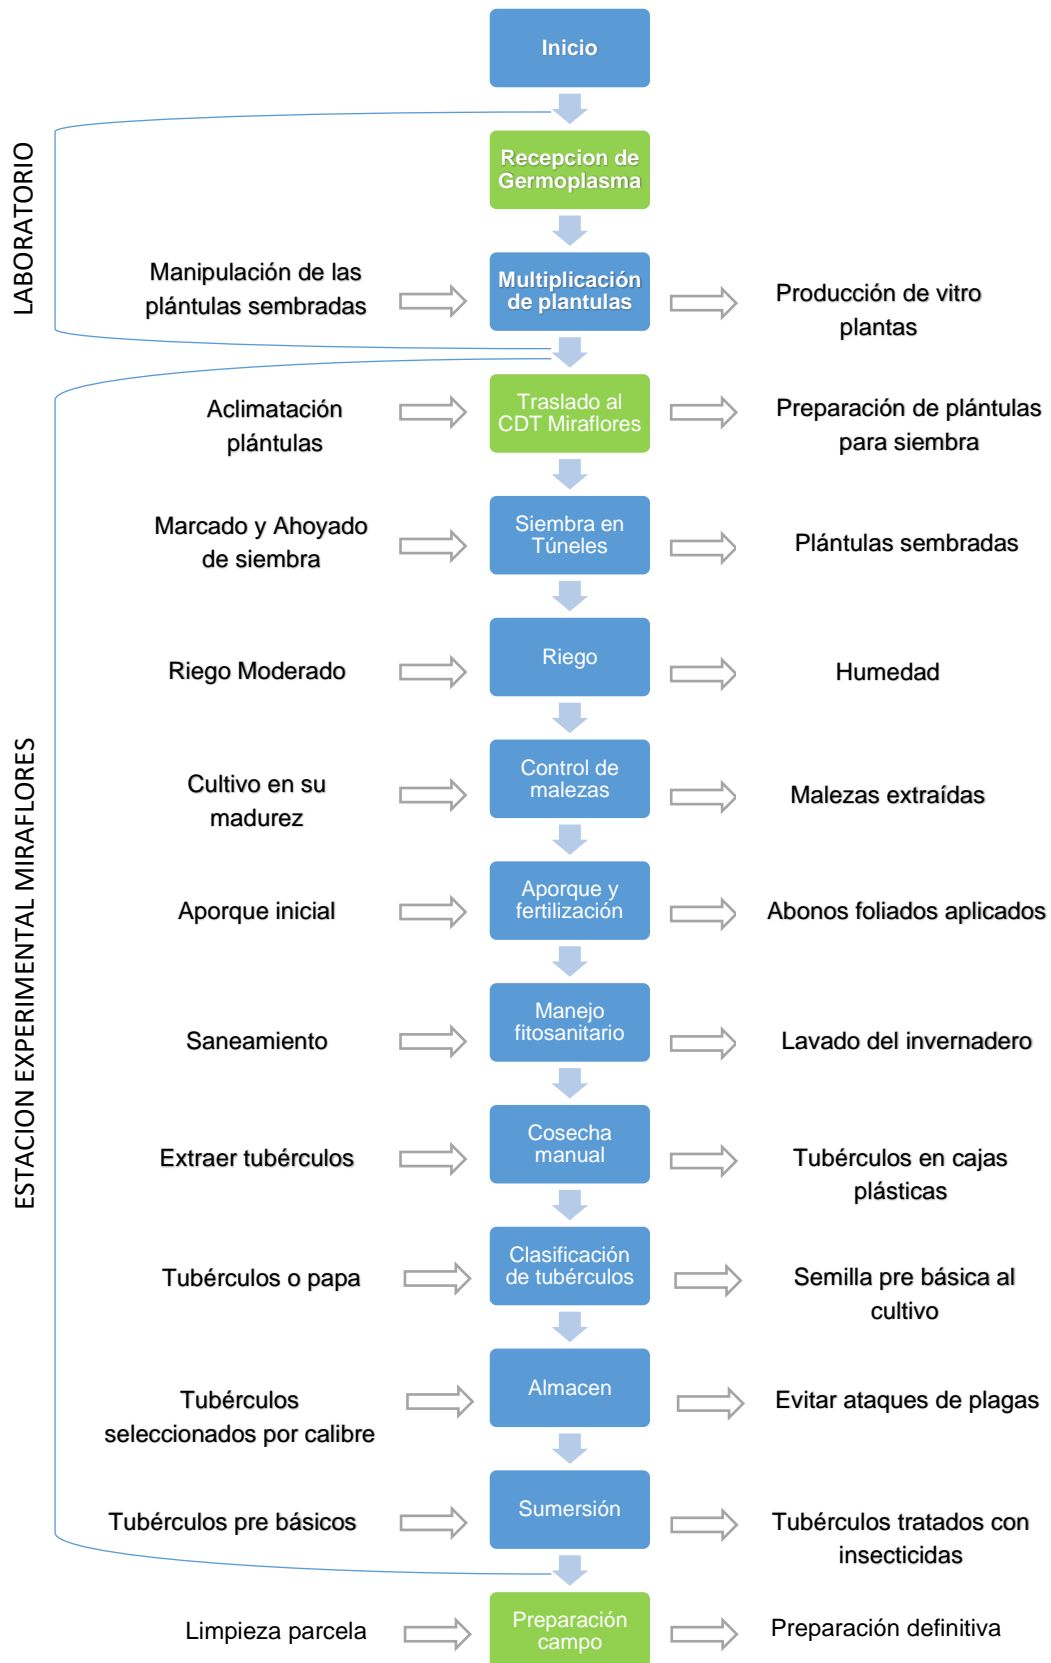 Inicio
LABORATORIO
Recepcion de
Germoplasma
Manipulación de las
plántulas sembradas
Multiplicación
de plantulas
Producción de vitro
plantas
ESTACION EXPERIMENTAL MIRAFLORES
Aclimatación
plántulas
Traslado al
CDT Miraflores
Preparación de plántulas
para siembra
Marcado y Ahoyado
de siembra
Siembra en
Túneles
Plántulas sembradas
Riego Moderado
Riego
Humedad
Cultivo en su
madurez
Control de
malezas
Malezas extraídas
Aporque inicial
Aporque y
fertilización
Abonos foliados aplicados
Saneamiento
Manejo
fitosanitario
Lavado del invernadero
Extraer tubérculos
Cosecha
manual
Tubérculos en cajas
plásticas
Tubérculos o papa
Clasificación
de tubérculos
Semilla pre básica al
cultivo
Tubérculos
seleccionados por calibre
Almacen
Evitar ataques de plagas
Tubérculos pre básicos
Sumersión
Tubérculos tratados con
insecticidas
Limpieza parcela
Preparación
campo
Preparación definitiva